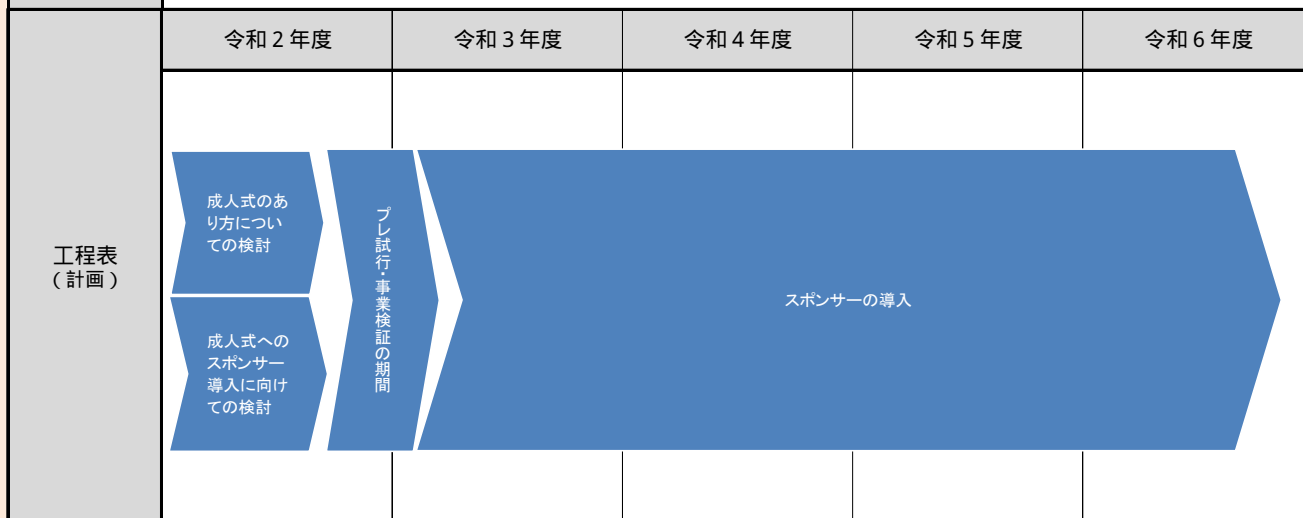 令和２年度
令和３年度
令和４年度
令和５年度
令和６年度
工程表
（計画）
成人式のあ
り方につい
ての検討
成人式への
スポンサー
導入に向け
ての検討
プレ試行・事業検証の期間
スポンサーの導入